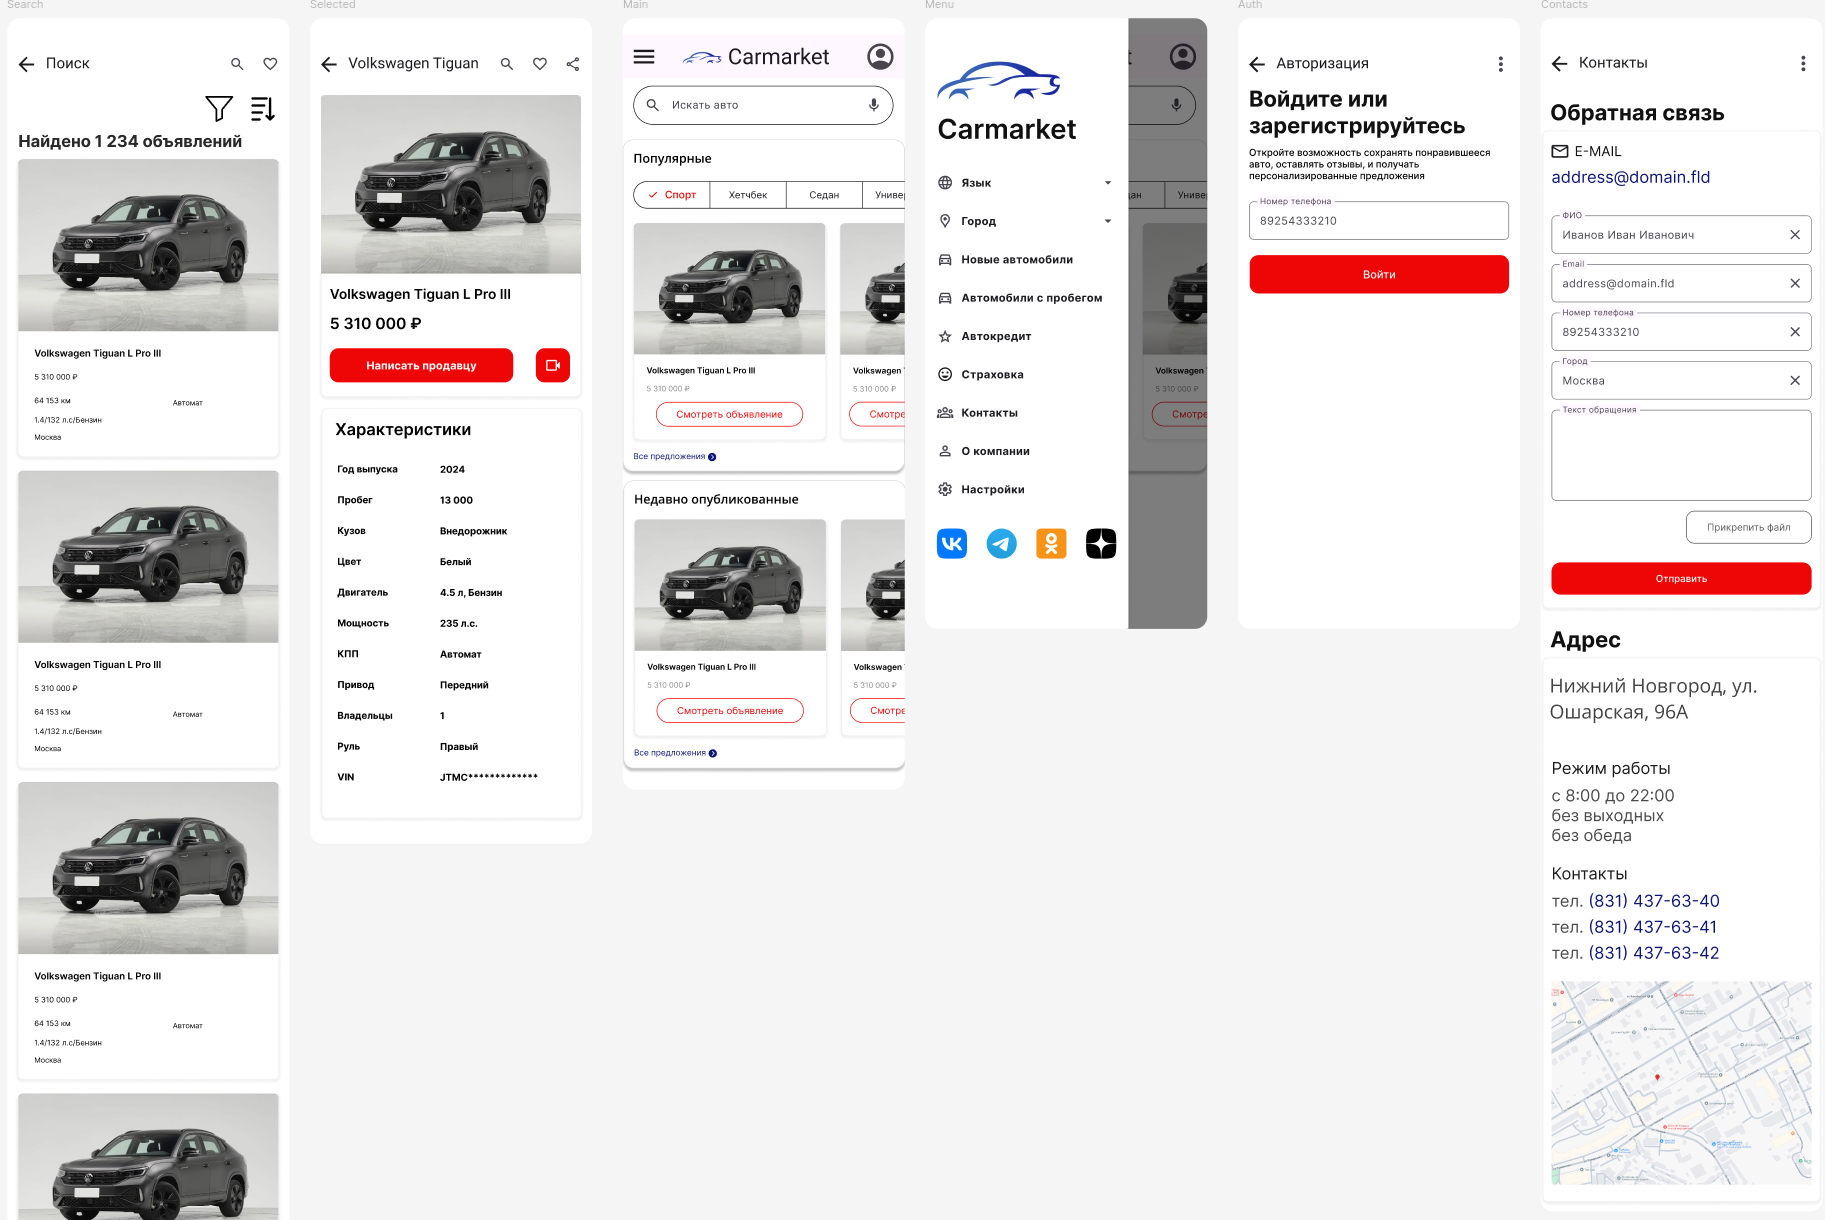 Search
Поиск
Найдено 1 234 объявлений
Volkswagen Tiguan L Pro III
5 310 000 ₽
64 153 км
Автомат
1.4/132 л.с/Бензин
Москва
Volkswagen Tiguan L Pro III
5 310 000 ₽
64 153 км
Автомат
1.4/132 л.с/Бензин
Москва
Volkswagen Tiguan L Pro III
5 310 000 ₽
64 153 км
Автомат
1.4/132 л.с/Бензин
Москва
Selected
Volkswagen Tiguan
Volkswagen Tiguan L Pro III
5 310 000 ₽
Написать продавцу
Характеристики
Год выпуска 2024
Пробег 13 000
Кузов Внедорожник
Цвет Белый
Двигатель 4.5 л, Бензин
Мощность 235 л.с.
КПП Автомат
Привод Передний
Владельцы 1
Руль Правый
VIN JTMC*************
Main
Carmarket
Искать авто
Популярные
Спорт Хетчбек Седан Универ
Volkswagen Tiguan L Pro III
5 310 000 ₽
Смотреть объявление
Volkswagen
5 310 000 ₽
Смотре
Все предложения
Недавно опубликованные
Volkswagen Tiguan L Pro III
5 310 000 ₽
Смотреть объявление
Volkswagen
5 310 000 ₽
Смотре
Все предложения
Menu
Carmarket
Язык
Город
Новые автомобили
Автомобили с пробегом
Автокредит
Страховка
Контакты
О компании
Настройки
t
дан Униве
Volkswagen
5 310 000 ₽
Смотре
Auth
Авторизация
Войдите или
зарегистрируйтесь
Откройте возможность сохранять понравившееся
авто, оставлять отзывы, и получать
персонализированные предложения
Номер телефона
89254333210
Войти
Contacts
Контакты
Обратная связь
E-MAIL
address@domain.fld
ФИО
Иванов Иван Иванович
Email
address@domain.fld
Номер телефона
89254333210
Город
Москва
Текст обращения
Прикрепить файл
Отправить
Адрес
Нижний Новгород, ул.
Ошарская, 96А
Режим работы
с 8:00 до 22:00
без выходных
без обеда
Контакты
тел. (831) 437-63-40
тел. (831) 437-63-41
тел. (831) 437-63-42